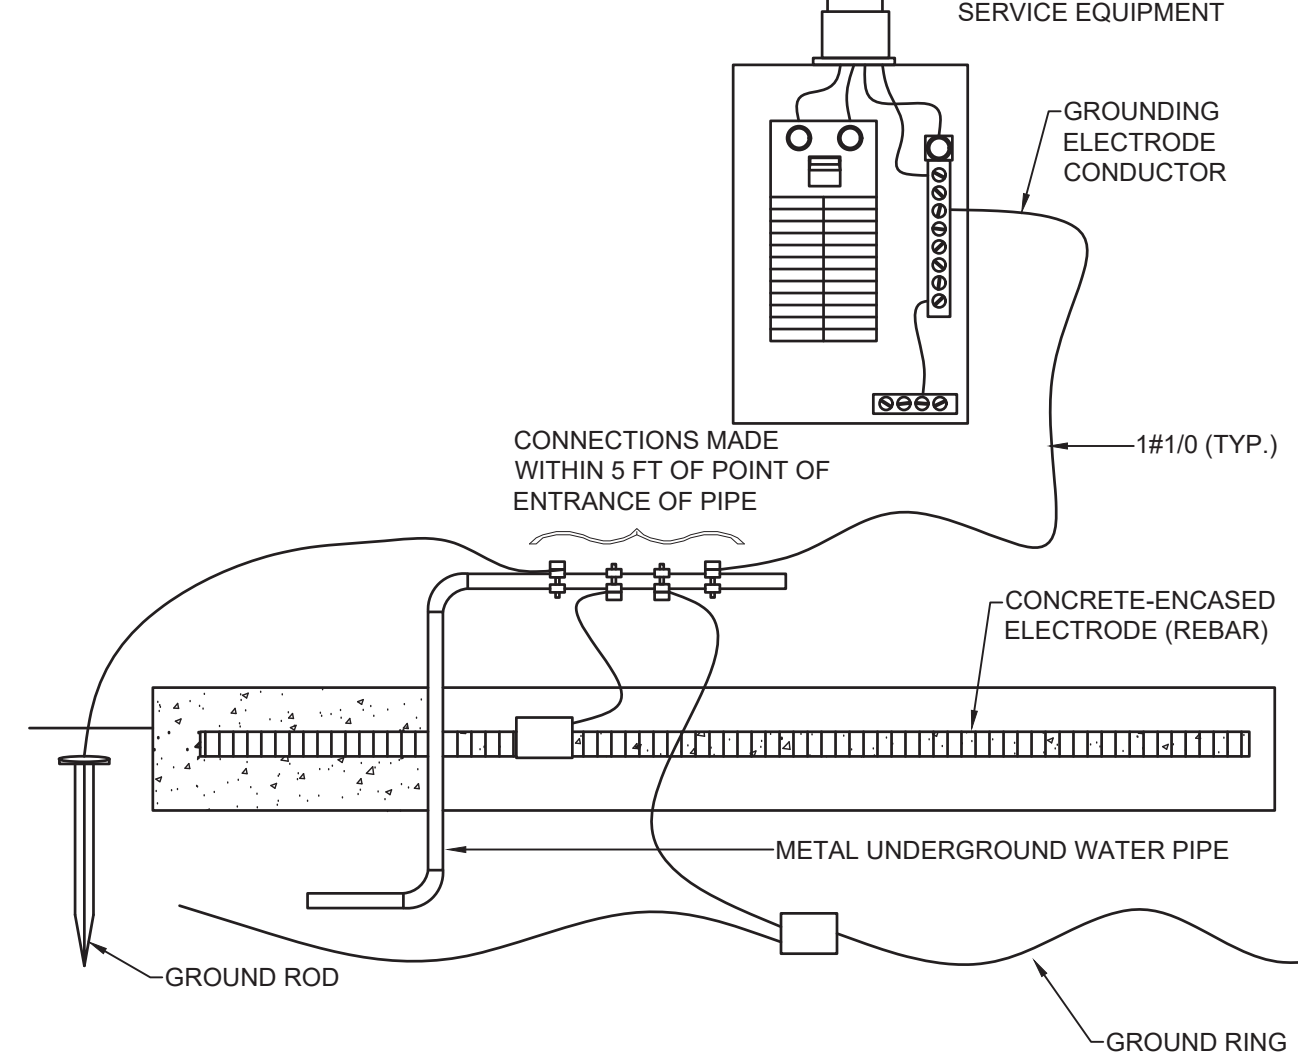 SERVICE EQUIPMENT
GROUNDING
ELECTRODE
CONDUCTOR
CONNECTIONS MADE
WITHIN 5 FT OF POINT OF
ENTRANCE OF PIPE
1#1/0 (TYP.)
CONCRETE-ENCASED
ELECTRODE (REBAR)
METAL UNDERGROUND WATER PIPE
GROUND ROD
GROUND RING